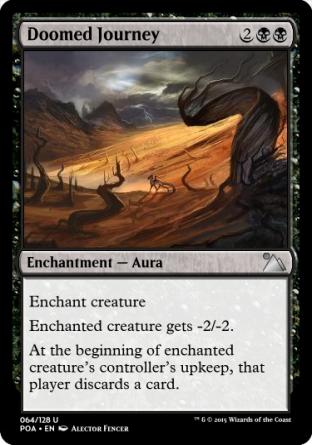 Doomed Journey 2
Enchantment — Aura
Enchant creature
Enchanted creature gets -2/-2.
At the beginning of enchanted
creature's controller's upkeep, that
player discards a card.
064/128 U
POA • EN Alector Fencer ™ & © 2015 Wizards of the Coast